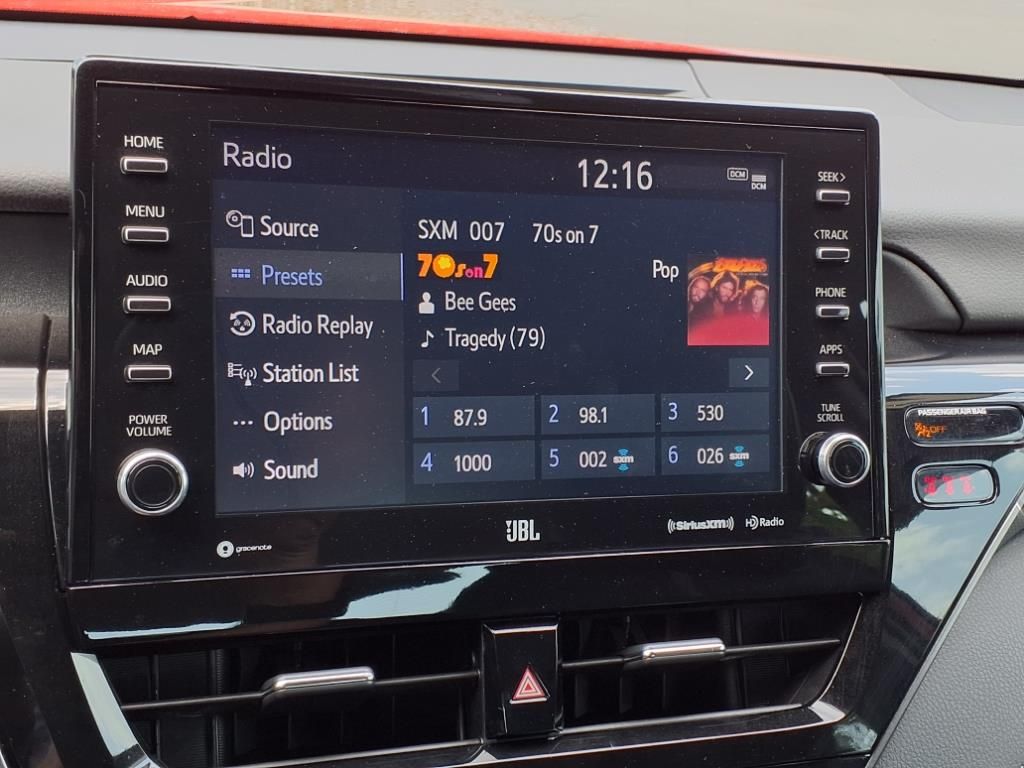 HOME
MENU
AUDIO
MAP
POWER
VOLUME
Radio
12:16
DCM
DCM
Source
Presets
Radio Replay
Station List
Options
Sound
SXM 007 70s on 7
70s on 7
Pop
Bee Gees
Tragedy (79)
1 87.9
2 98.1
3 530
4 1000
5 002 sxm
6 026 sxm
SEEK>
<TRACK
PHONE
APPS
TUNE
SCROLL
gracenote
JBL
((SiriusXM))
HD Radio
PASSENGER AIR BAG
OFF